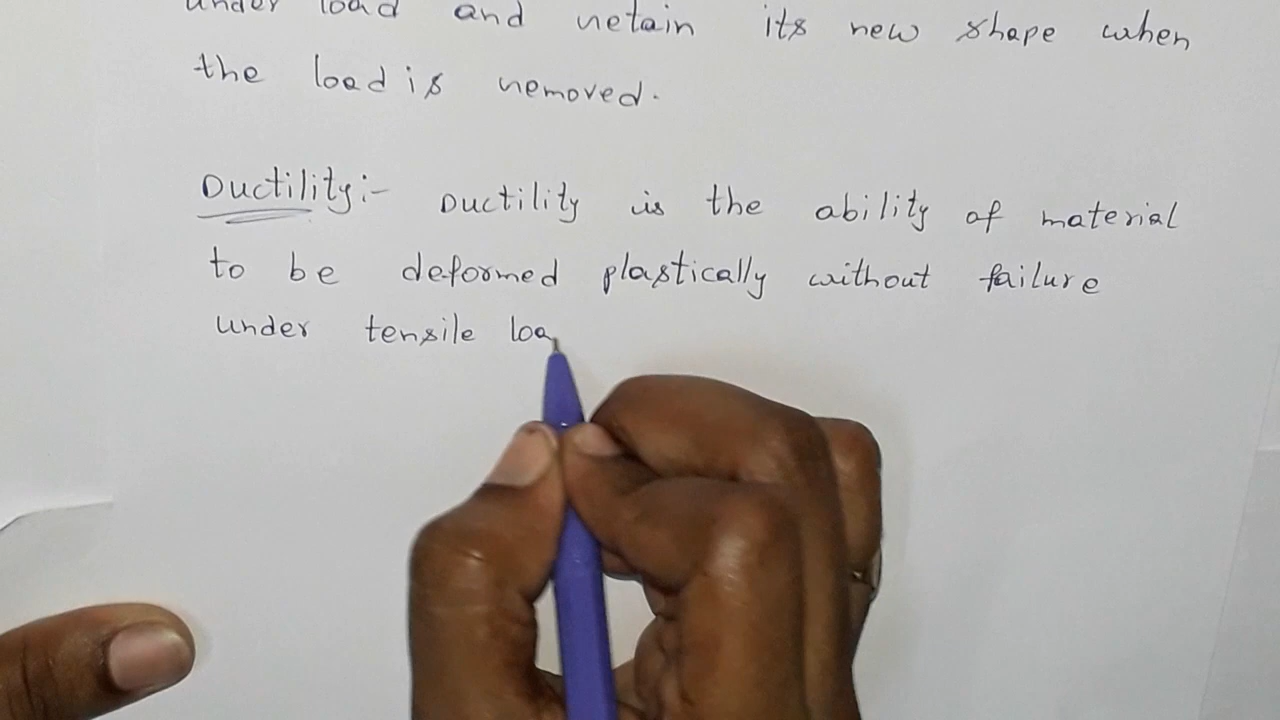 under load and retain its new shape when
the load is removed.
Ductility:- Ductility is the ability of material
to be deformed plastically without failure
under tensile loa